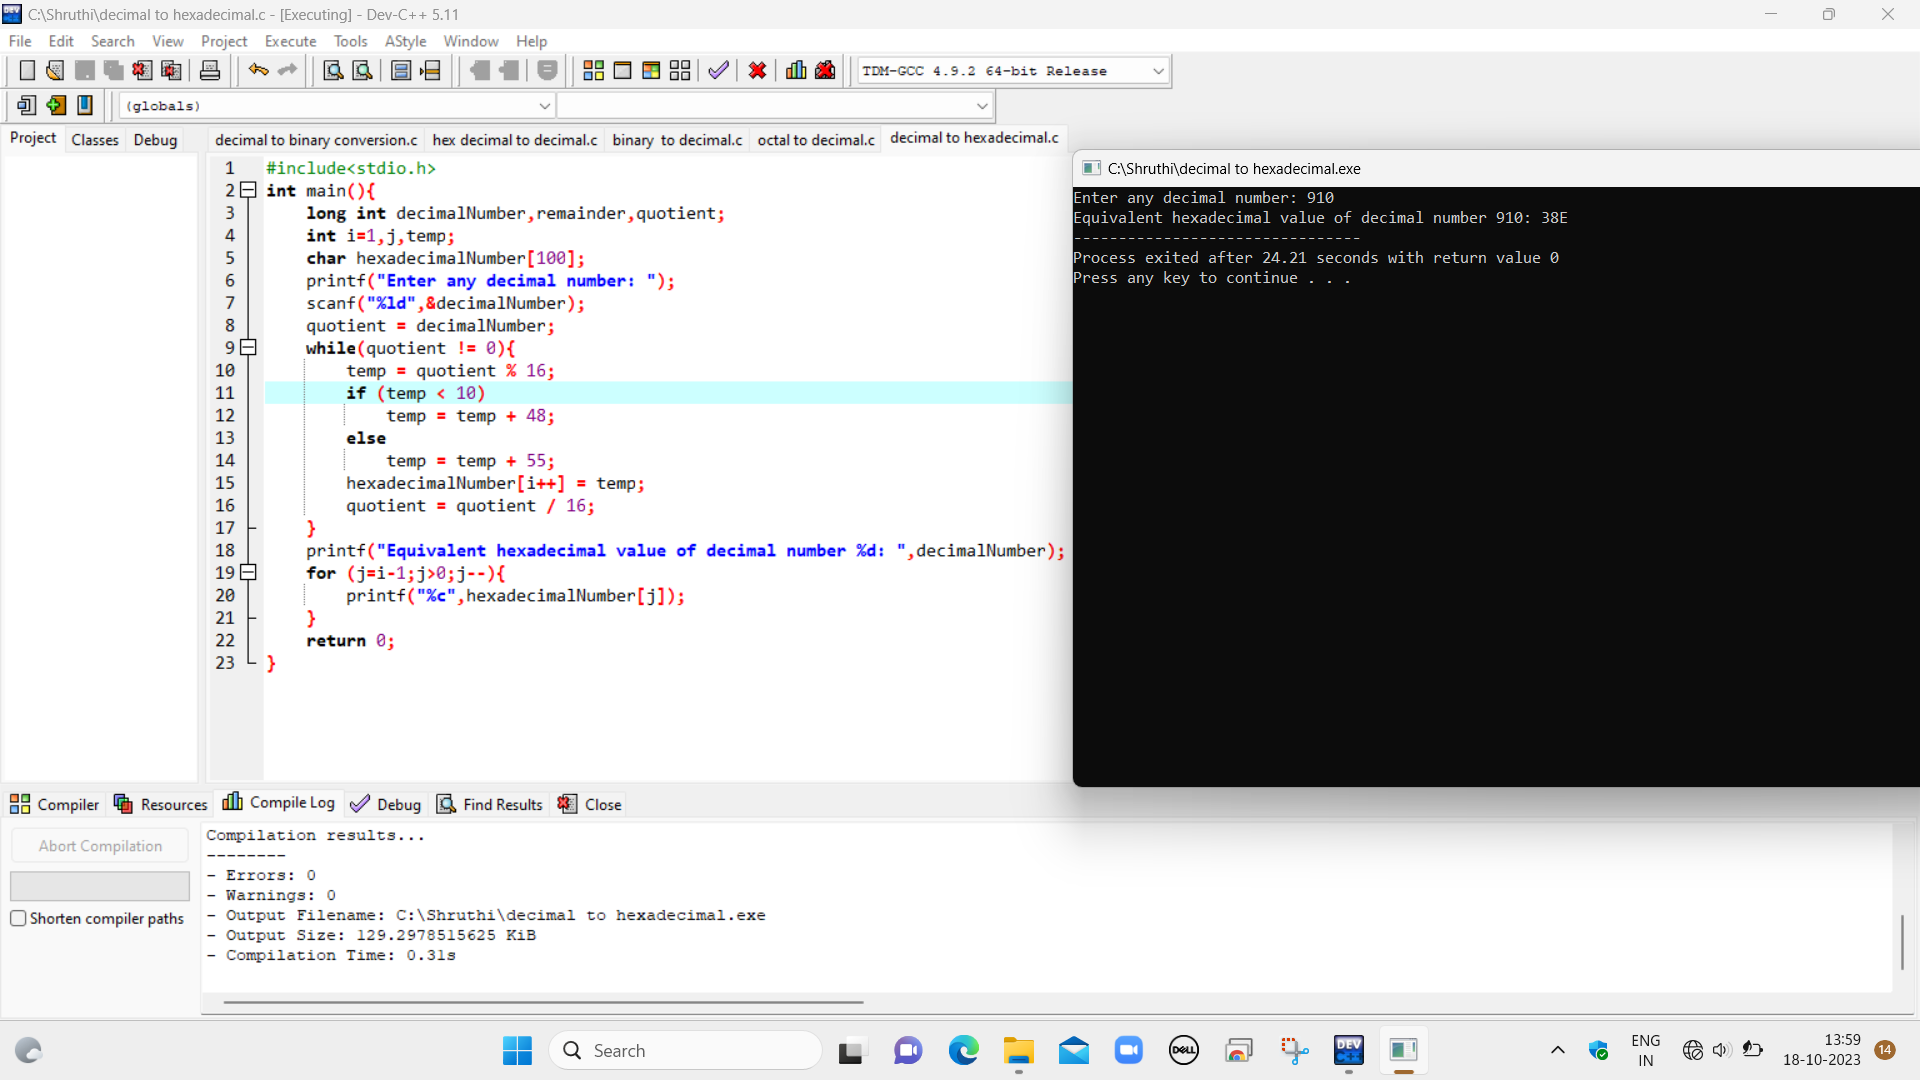 C:\Shruthi\decimal to hexadecimal.c - [Executing] - Dev-C++ 5.11
File Edit Search View Project Execute Tools AStyle Window Help
TDM-GCC 4.9.2 64-bit Release
(globals)
Project Classes Debug
decimal to binary conversion.c hex decimal to decimal.c binary to decimal.c octal to decimal.c decimal to hexadecimal.c
1 #include<stdio.h>
2 int main(){
3 long int decimalNumber,remainder,quotient;
4 int i=1,j,temp;
5 char hexadecimalNumber[100];
6 printf("Enter any decimal number: ");
7 scanf("%ld",&decimalNumber);
8 quotient = decimalNumber;
9 while(quotient != 0){
10 temp = quotient % 16;
11 if (temp < 10)
12 temp = temp + 48;
13 else
14 temp = temp + 55;
15 hexadecimalNumber[i++] = temp;
16 quotient = quotient / 16;
17 }
18 printf("Equivalent hexadecimal value of decimal number %d: ",decimalNumber);
19 for (j=i-1;j>0;j--){
20 printf("%c",hexadecimalNumber[j]);
21 }
22 return 0;
23 }
C:\Shruthi\decimal to hexadecimal.exe
Enter any decimal number: 910
Equivalent hexadecimal value of decimal number 910: 38E
--------------------------------
Process exited after 24.21 seconds with return value 0
Press any key to continue . . .
Compiler Resources Compile Log Debug Find Results Close
Abort Compilation
Shorten compiler paths
Compilation results...
--------
- Errors: 0
- Warnings: 0
- Output Filename: C:\Shruthi\decimal to hexadecimal.exe
- Output Size: 129.2978515625 KiB
- Compilation Time: 0.31s
Search
DELL
DEV
C++
ENG
IN
13:59
18-10-2023
14